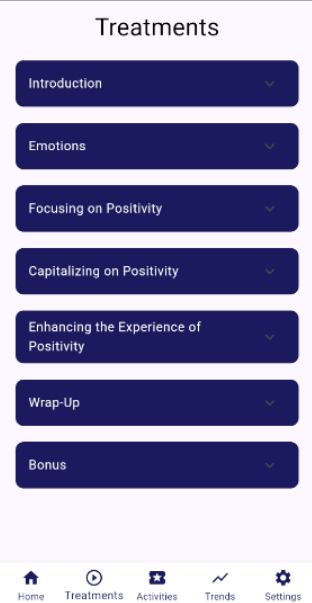 Treatments
Introduction
Emotions
Focusing on Positivity
Capitalizing on Positivity
Enhancing the Experience of
Positivity
Wrap-Up
Bonus
Home Treatments Activities Trends Settings